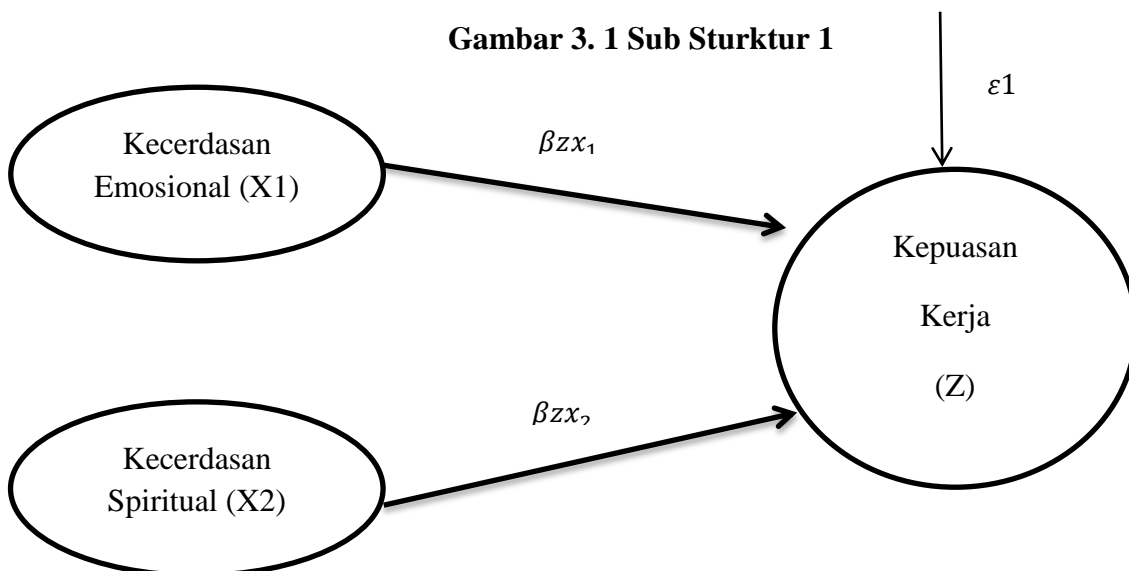 Gambar 3. 1 Sub Sturktur 1
𝜀1
Kecerdasan
Emosional (X1)
𝛽𝑧𝑥₁
Kepuasan
Kerja
(Z)
𝛽𝑧𝑥₂
Kecerdasan
Spiritual (X2)